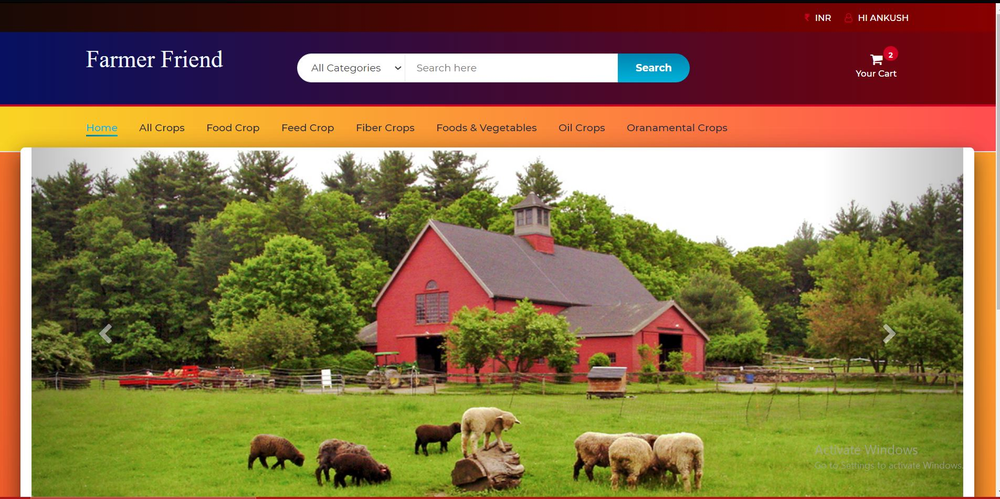 ₹ INR HI ANKUSH
Farmer Friend
All Categories Search here Search
2
Your Cart
Home All Crops Food Crop Feed Crop Fiber Crops Foods & Vegetables Oil Crops Oranamental Crops
Activate Windows
Go to Settings to activate Windows.